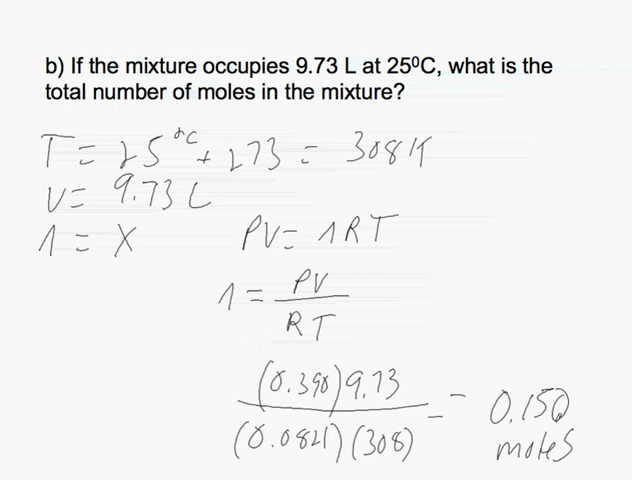 b) If the mixture occupies 9.73 L at 25⁰C, what is the
total number of moles in the mixture?
T = 25 °C + 273 = 308 K
V = 9.73 L
n = X
PV = nRT
n = PV / RT
(0.390) 9.73 / (0.0821) (308) = 0.150 moles